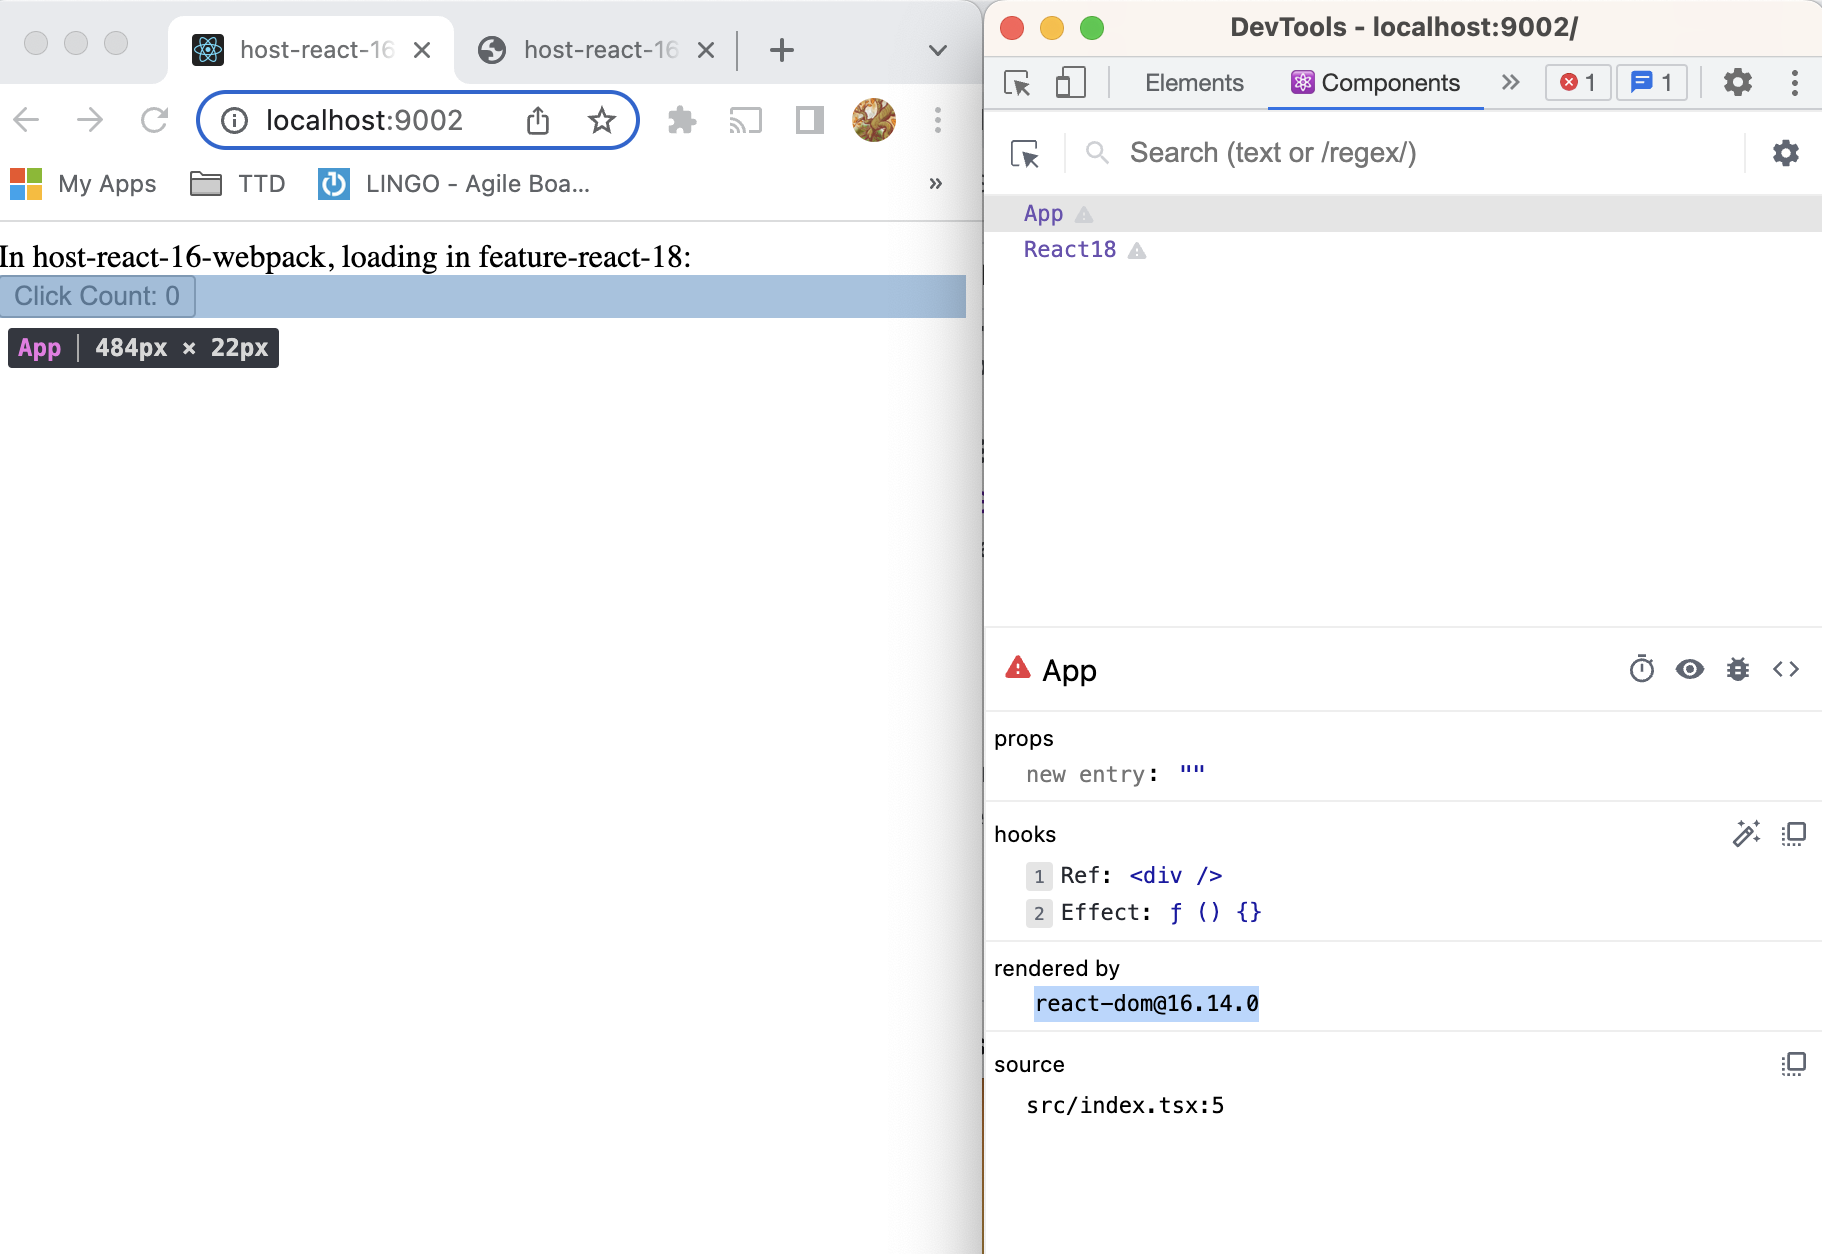 host-react-16
host-react-16
localhost:9002
My Apps
TTD
LINGO - Agile Boa...
»
In host-react-16-webpack, loading in feature-react-18:
Click Count: 0
App | 484px × 22px
DevTools - localhost:9002/
Elements
Components
1
1
Search (text or /regex/)
App
React18
App
props
new entry: ""
hooks
1 Ref: <div />
2 Effect: ƒ () {}
rendered by
react-dom@16.14.0
source
src/index.tsx:5